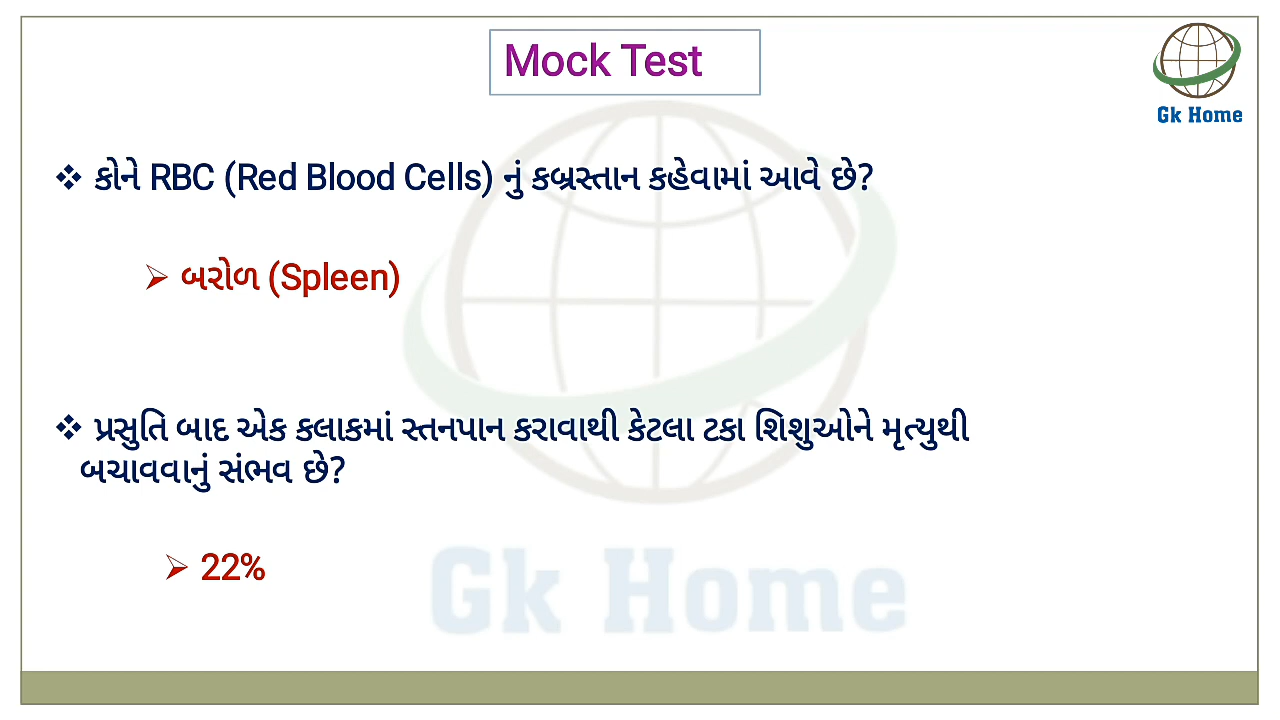 Mock Test
Gk Home
❖ કોને RBC (Red Blood Cells) નું કબ્રસ્તાન કહેવામાં આવે છે?
➢ બરોળ (Spleen)
❖ પ્રસુતિ બાદ એક કલાકમાં સ્તનપાન કરાવાથી કેટલા ટકા શિશુઓને મૃત્યુથી
બચાવવાનું સંભવ છે?
➢ 22%
Gk Home